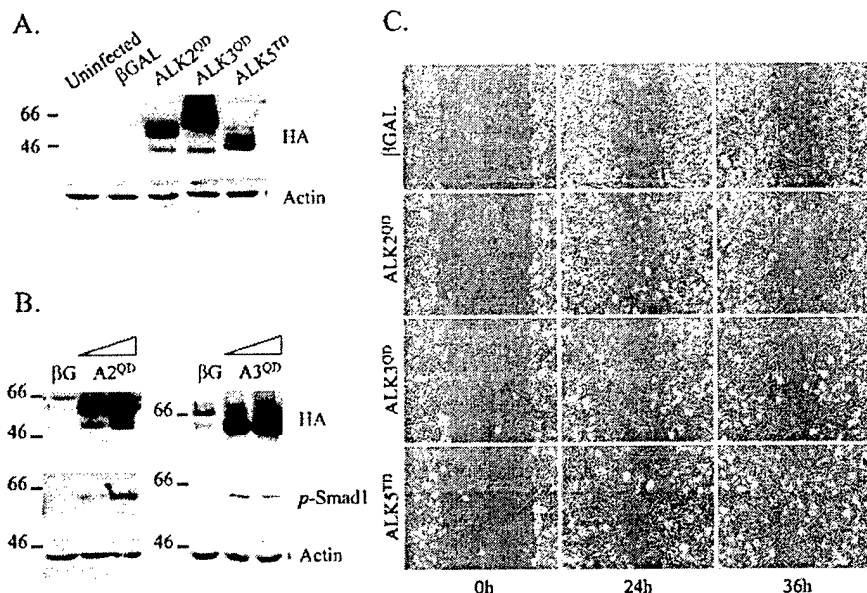 A.
Uninfected βGAL ALK2QD ALK3QD ALK5TD
66
46
HA
Actin
B.
βG A2QD
66
46
66
46
βG A3QD
66
66
46
HA
p-Smad1
Actin
C.
βGAL
ALK2QD
ALK3QD
ALK5TD
0h 24h 36h